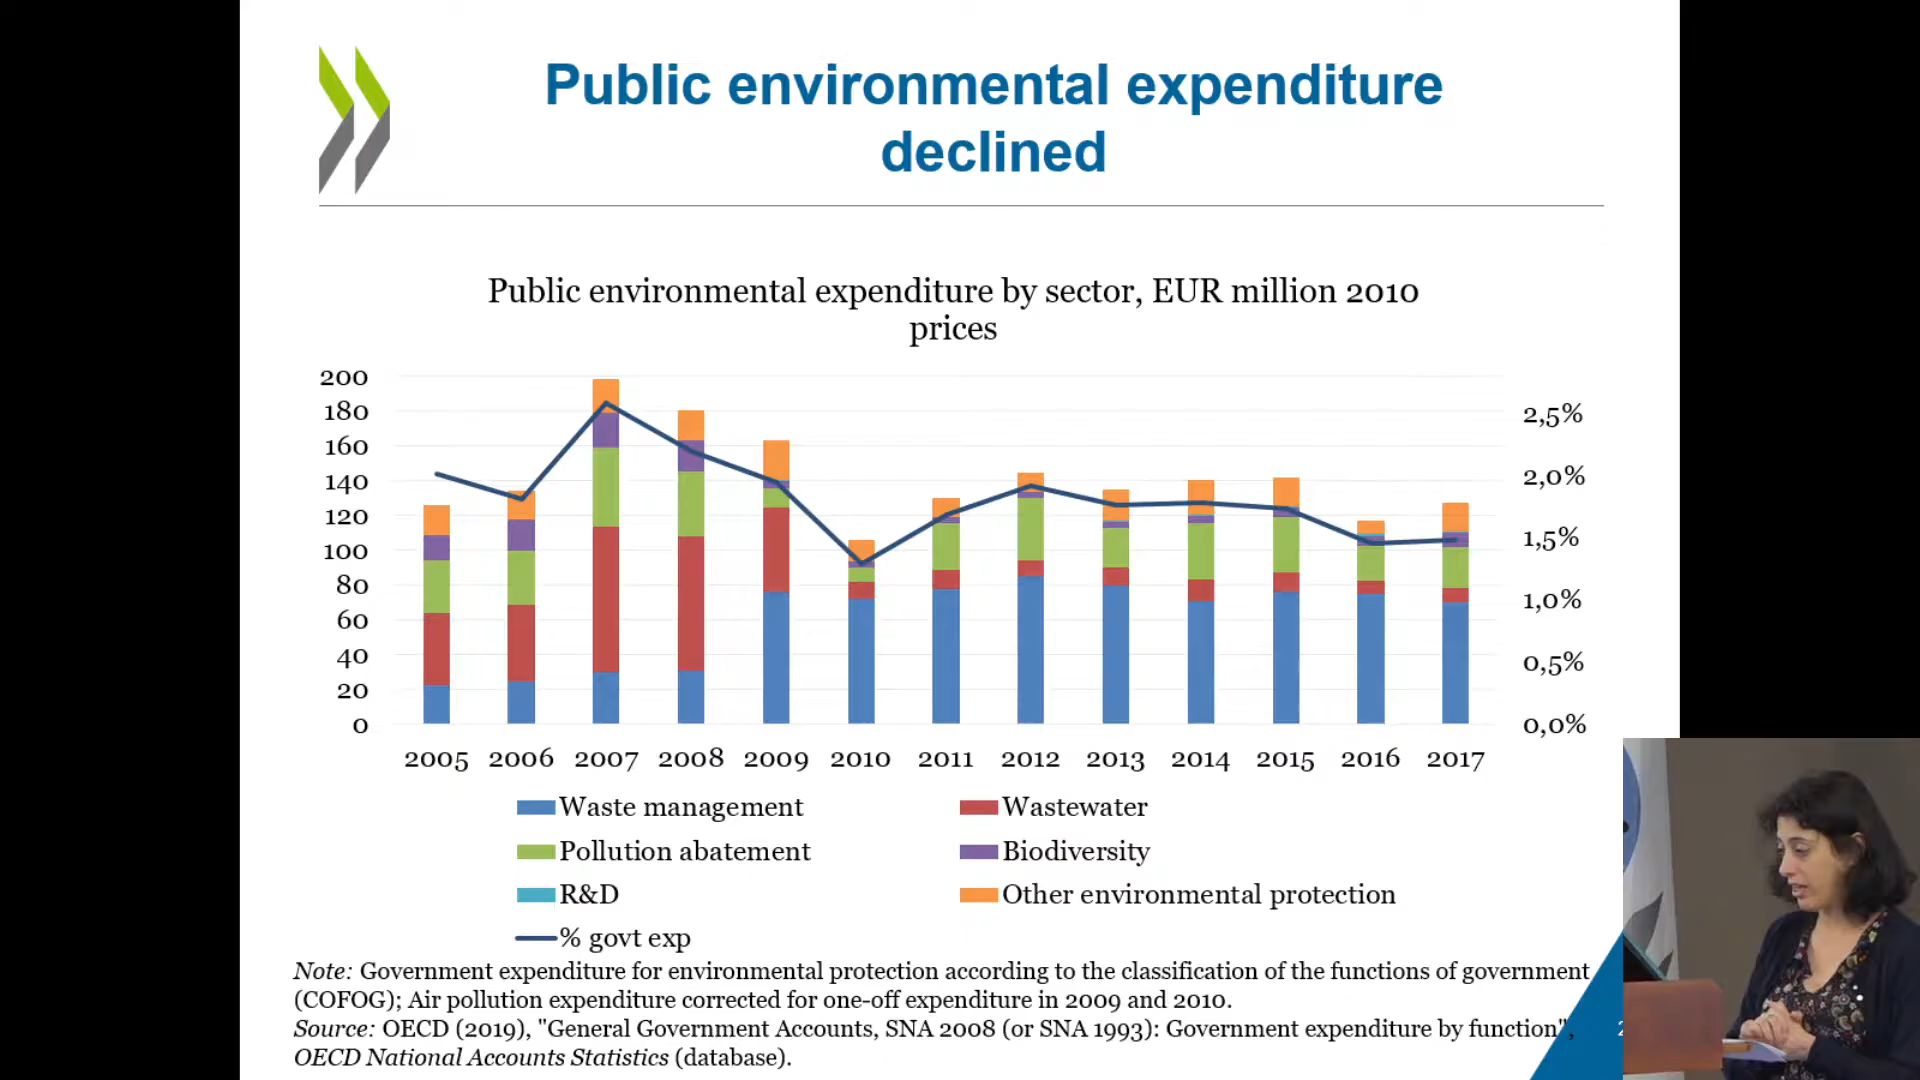 Public environmental expenditure
declined
Public environmental expenditure by sector, EUR million 2010
prices
200
180
160
140
120
100
80
60
40
20
0
2,5%
2,0%
1,5%
1,0%
0,5%
0,0%
2005 2006 2007 2008 2009 2010 2011 2012 2013 2014 2015 2016 2017
Waste management Wastewater
Pollution abatement Biodiversity
R&D Other environmental protection
% govt exp
Note: Government expenditure for environmental protection according to the classification of the functions of government
(COFOG); Air pollution expenditure corrected for one-off expenditure in 2009 and 2010.
Source: OECD (2019), "General Government Accounts, SNA 2008 (or SNA 1993): Government expenditure by function",
OECD National Accounts Statistics (database).